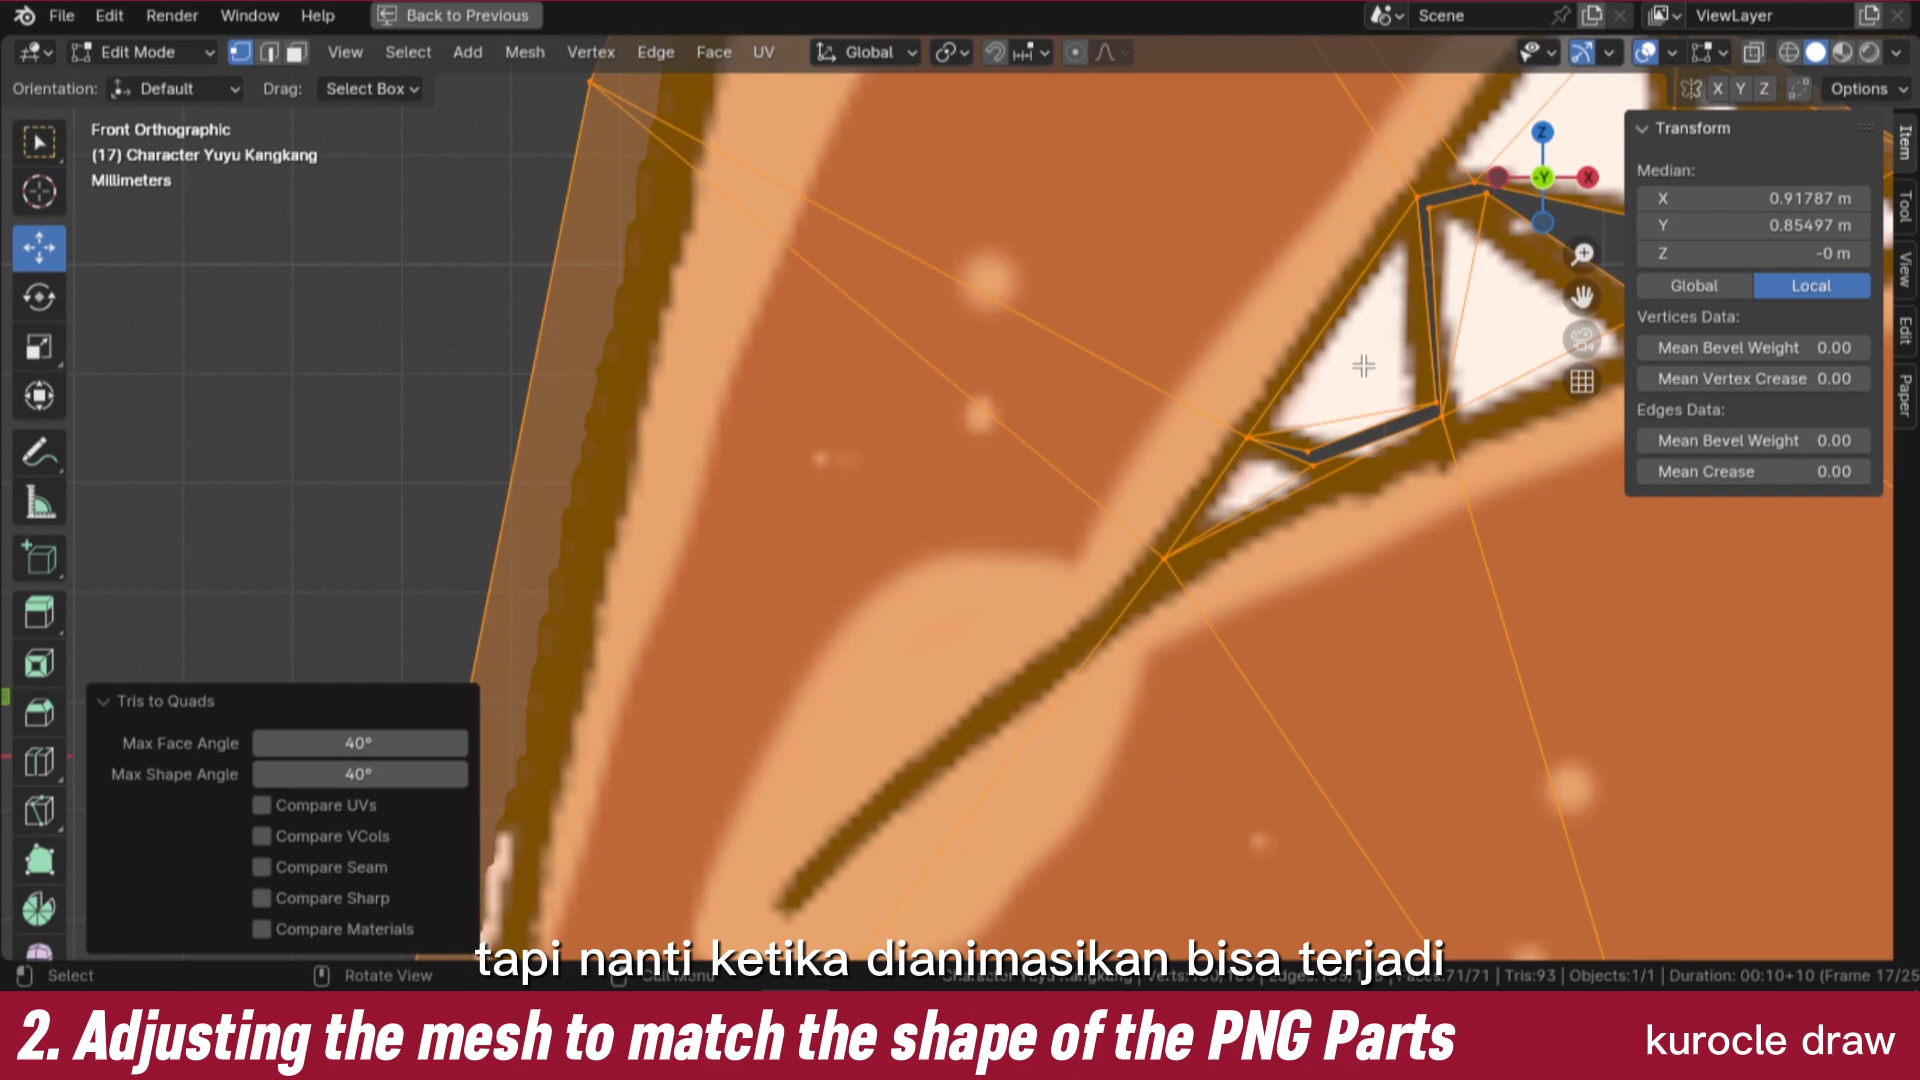 File Edit Render Window Help Back to Previous Scene ViewLayer
Edit Mode View Select Add Mesh Vertex Edge Face UV Global
Orientation: Default Drag: Select Box X Y Z Options
Front Orthographic
(17) Character Yuyu Kangkang
Millimeters
Z
-Y
X
Transform
Median:
X 0.91787 m
Y 0.85497 m
Z -0 m
Global Local
Vertices Data:
Mean Bevel Weight 0.00
Mean Vertex Crease 0.00
Edges Data:
Mean Bevel Weight 0.00
Mean Crease 0.00
Item
Tool
View
Edit
Paper
Tris to Quads
Max Face Angle 40°
Max Shape Angle 40°
Compare UVs
Compare VCols
Compare Seam
Compare Sharp
Compare Materials
tapi nanti ketika dianimasikan bisa terjadi
Select Rotate View Call Menu Tris:93 | Objects:1/1 | Duration: 00:10+10 (Frame 17/25
2. Adjusting the mesh to match the shape of the PNG Parts
kurocle draw